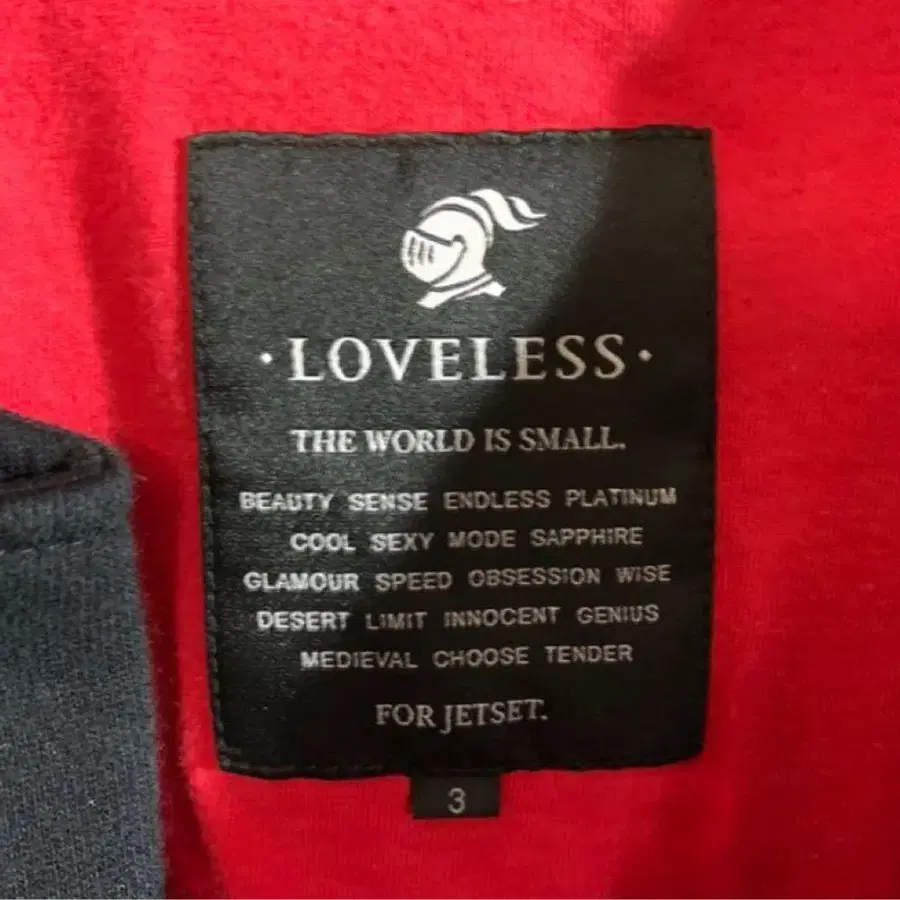 ·LOVELESS·
THE WORLD IS SMALL.
BEAUTY SENSE ENDLESS PLATINUM
COOL SEXY MODE SAPPHIRE
GLAMOUR SPEED OBSESSION WISE
DESERT LIMIT INNOCENT GENIUS
MEDIEVAL CHOOSE TENDER
FOR JETSET.
3